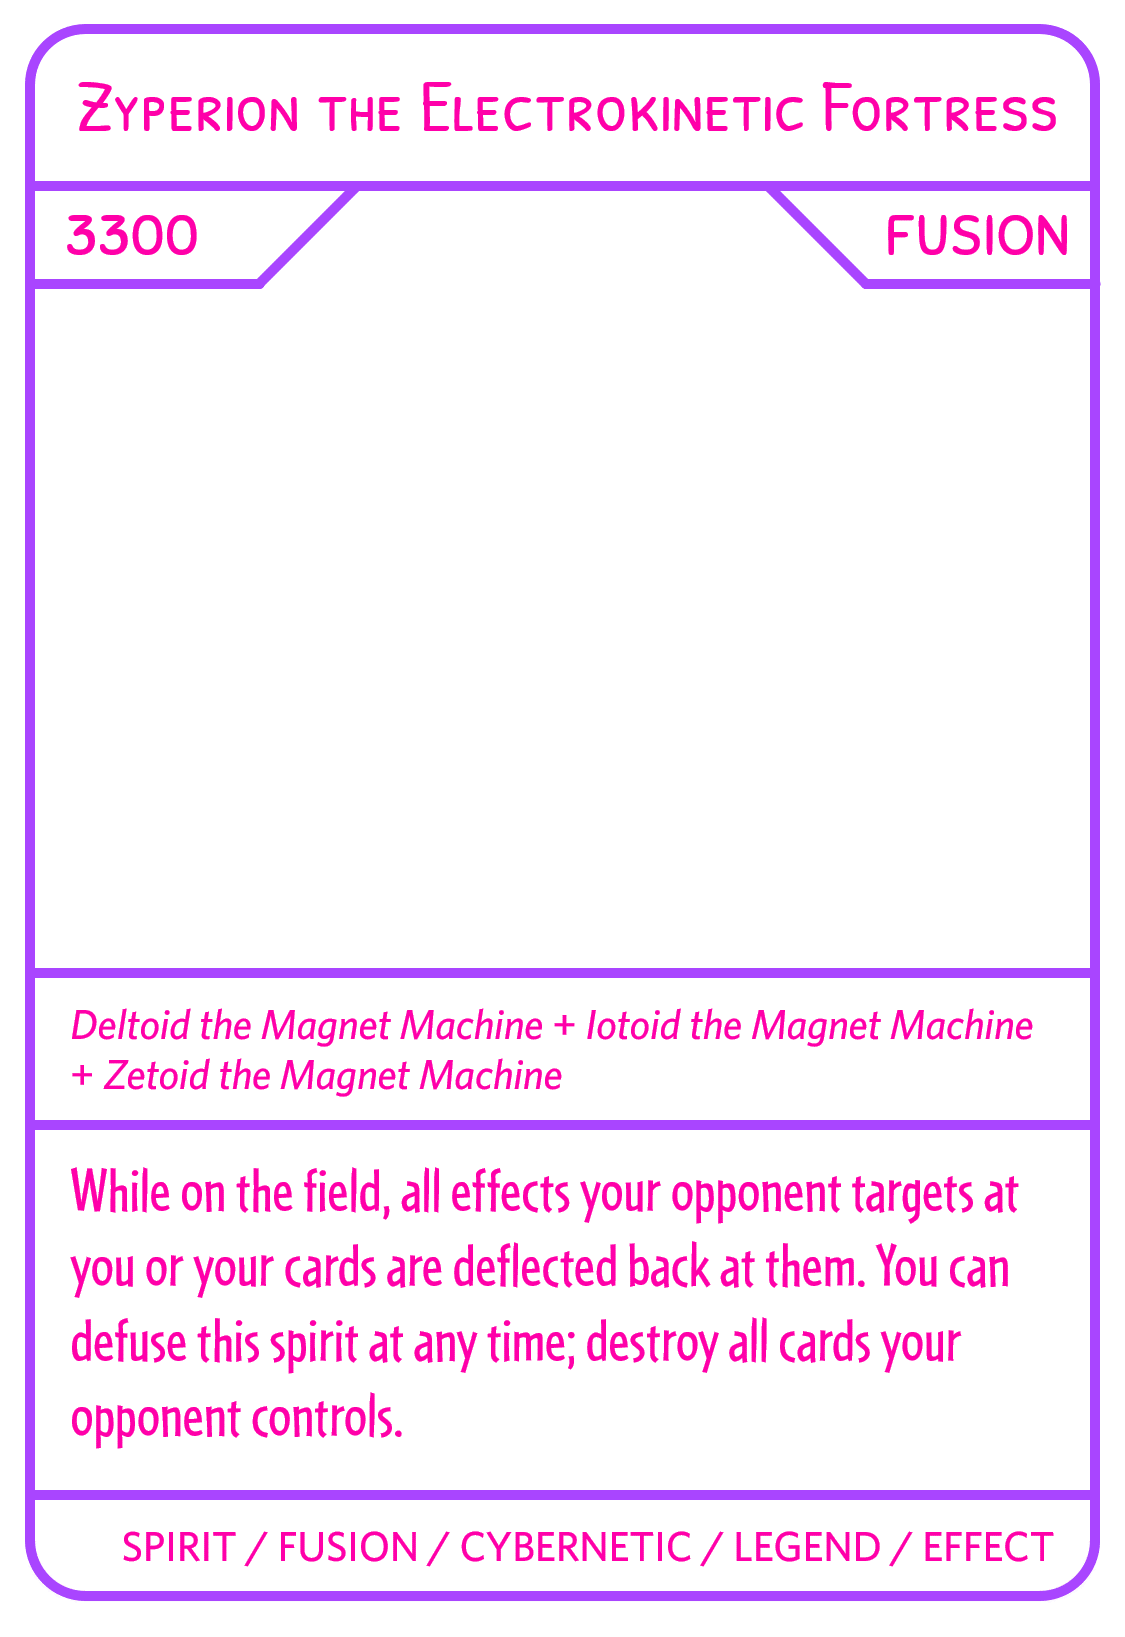 Zyperion the Electrokinetic Fortress
3300
FUSION
Deltoid the Magnet Machine + Iotoid the Magnet Machine
+ Zetoid the Magnet Machine
While on the field, all effects your opponent targets at
you or your cards are deflected back at them. You can
defuse this spirit at any time; destroy all cards your
opponent controls.
SPIRIT / FUSION / CYBERNETIC / LEGEND / EFFECT